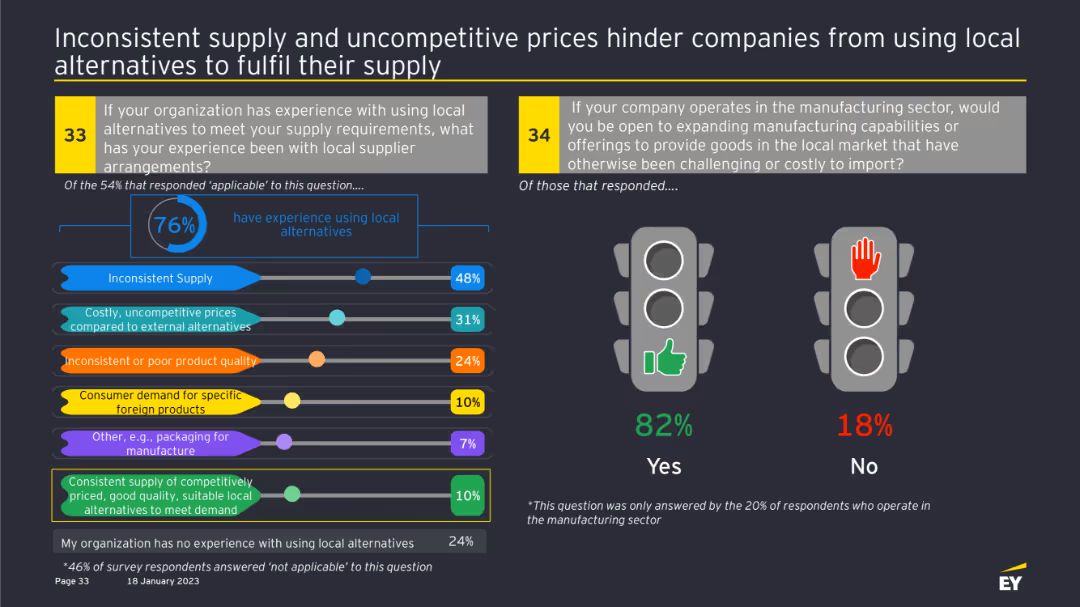 Inconsistent supply and uncompetitive prices hinder companies from using local
alternatives to fulfil their supply
33
If your organization has experience with using local
alternatives to meet your supply requirements, what
has your experience been with local supplier
arrangements?
Of the 54% that responded 'applicable' to this question....
76%
have experience using local
alternatives
Inconsistent Supply
48%
Costly, uncompetitive prices
compared to external alternatives
31%
Inconsistent or poor product quality
24%
Consumer demand for specific
foreign products
10%
Other, e.g., packaging for
manufacture
7%
Consistent supply of competitively
priced, good quality, suitable local
alternatives to meet demand
10%
My organization has no experience with using local alternatives
24%
*46% of survey respondents answered 'not applicable' to this question
34
If your company operates in the manufacturing sector, would
you be open to expanding manufacturing capabilities or
offerings to provide goods in the local market that have
otherwise been challenging or costly to import?
Of those that responded....
82%
Yes
18%
No
*This question was only answered by the 20% of respondents who operate in
the manufacturing sector
Page 33
18 January 2023
EY